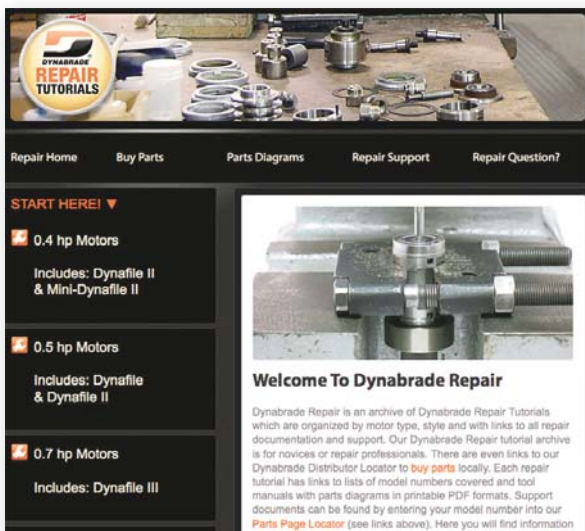 DYNABRADE®
REPAIR
TUTORIALS
Repair Home Buy Parts Parts Diagrams Repair Support Repair Question?
START HERE! ▼
0.4 hp Motors
Includes: Dynafile II
& Mini-Dynafile II
0.5 hp Motors
Includes: Dynafile
& Dynafile II
0.7 hp Motors
Includes: Dynafile III
Welcome To Dynabrade Repair
Dynabrade Repair is an archive of Dynabrade Repair Tutorials
which are organized by motor type, style and with links to all repair
documentation and support. Our Dynabrade Repair tutorial archive
is for novices or repair professionals. There are even links to our
Dynabrade Distributor Locator to buy parts locally. Each repair
tutorial has links to lists of model numbers covered and tool
manuals with parts diagrams in printable PDF formats. Support
documents can be found by entering your model number into our
Parts Page Locator (see links above). Here you will find information